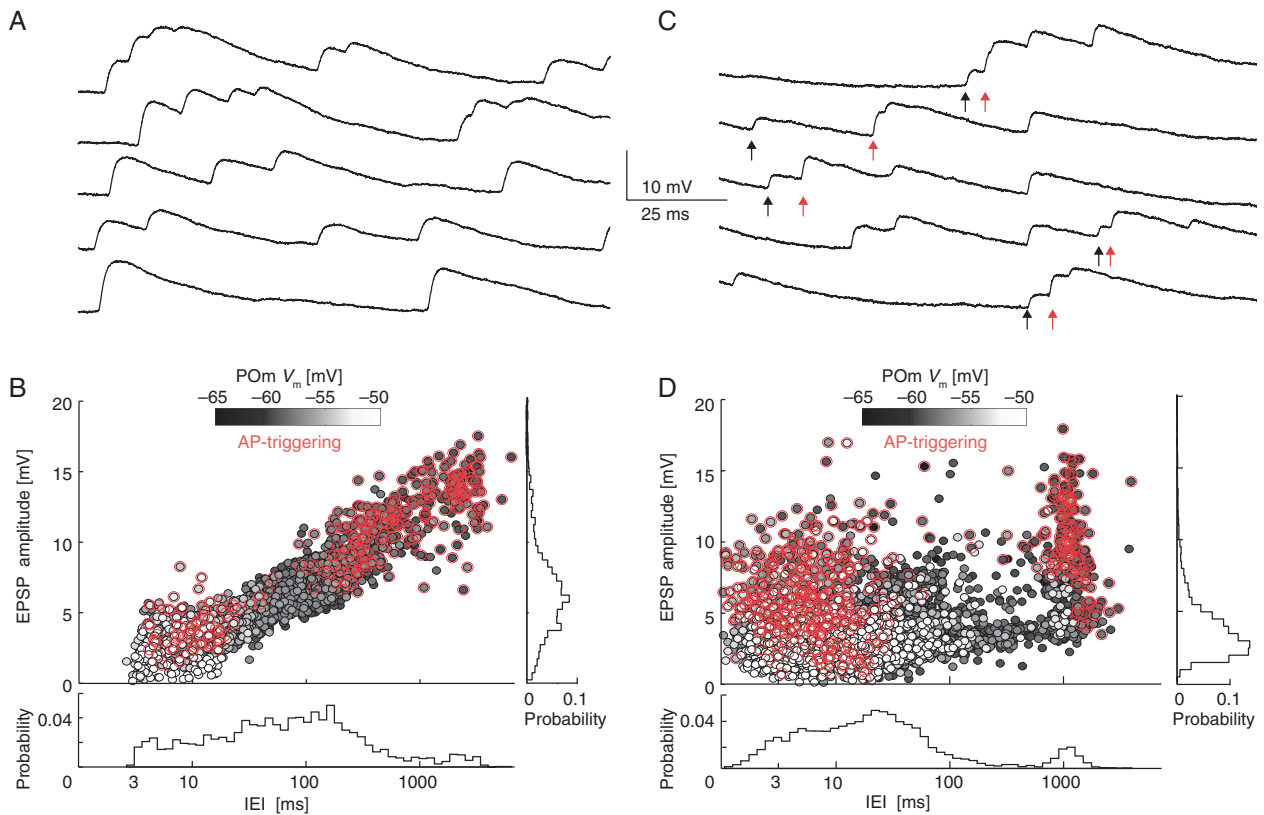 A
C
10 mV
25 ms
B
POm Vm [mV]
−65 −60 −55 −50
AP-triggering
EPSP amplitude [mV]
20
15
10
5
0
0 0.1
Probability
Probability
0.04
0 3 10 100 1000
IEI [ms]
D
POm Vm [mV]
−65 −60 −55 −50
AP-triggering
EPSP amplitude [mV]
20
15
10
5
0
0 0.1
Probability
Probability
0.04
0 3 10 100 1000
IEI [ms]